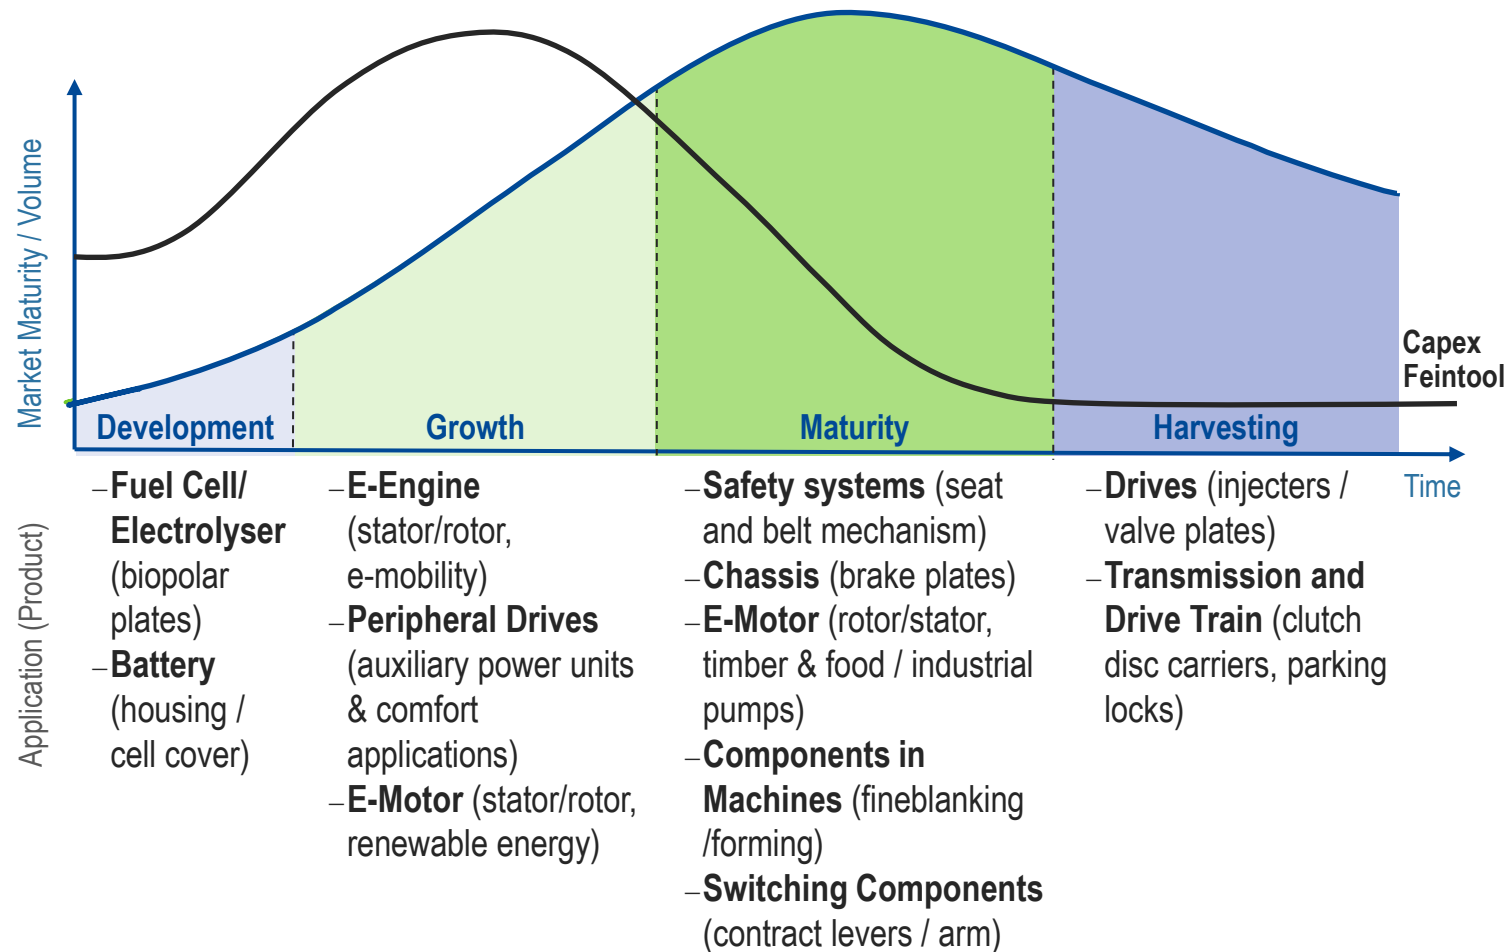 Market Maturity / Volume
Capex
Feintool
Development
Growth
Maturity
Harvesting
Time
Application (Product)
–Fuel Cell/
Electrolyser
(biopolar
plates)
–Battery
(housing /
cell cover)
–E-Engine
(stator/rotor,
e-mobility)
–Peripheral Drives
(auxiliary power units
& comfort
applications)
–E-Motor (stator/rotor,
renewable energy)
–Safety systems (seat
and belt mechanism)
–Chassis (brake plates)
–E-Motor (rotor/stator,
timber & food / industrial
pumps)
–Components in
Machines (fineblanking
/forming)
–Switching Components
(contract levers / arm)
–Drives (injecters /
valve plates)
–Transmission and
Drive Train (clutch
disc carriers, parking
locks)